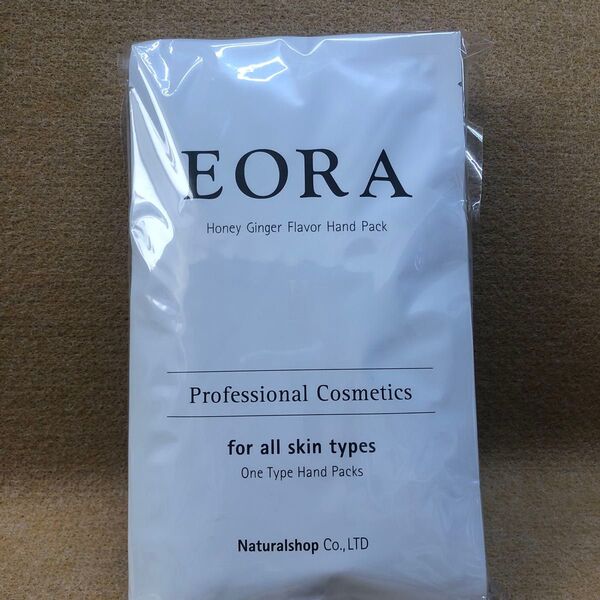 EORA
Honey Ginger Flavor Hand Pack
Professional Cosmetics
for all skin types
One Type Hand Packs
Naturalshop Co.,LTD